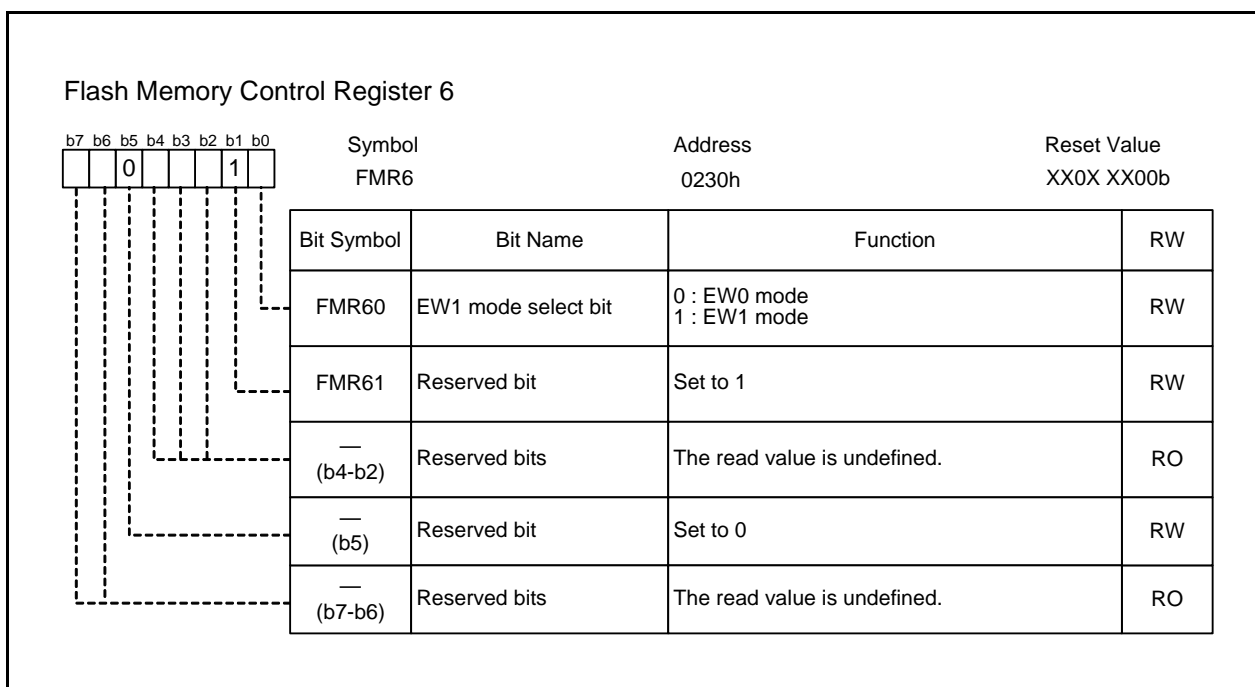 Flash Memory Control Register 6
b7 b6 b5 b4 b3 b2 b1 b0
0 1
Symbol Address Reset Value
FMR6 0230h XX0X XX00b
Bit Symbol Bit Name Function RW
FMR60 EW1 mode select bit 0 : EW0 mode RW
1 : EW1 mode
FMR61 Reserved bit Set to 1 RW
—
(b4-b2) Reserved bits The read value is undefined. RO
—
(b5) Reserved bit Set to 0 RW
—
(b7-b6) Reserved bits The read value is undefined. RO